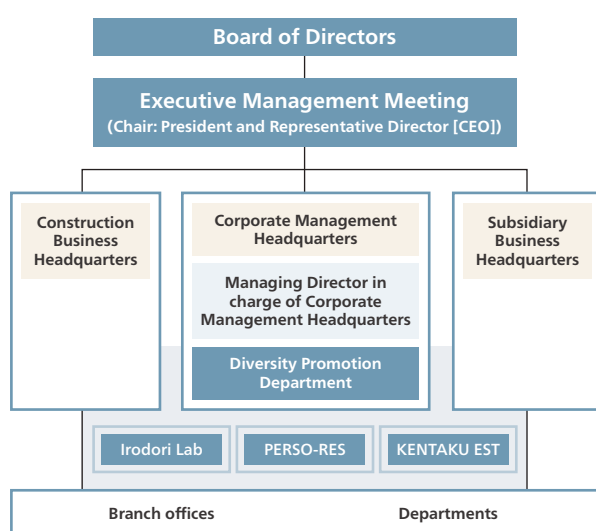 Board of Directors
Executive Management Meeting
(Chair: President and Representative Director [CEO])
Construction
Business
Headquarters
Corporate Management
Headquarters
Managing Director in
charge of Corporate
Management Headquarters
Diversity Promotion
Department
Subsidiary
Business
Headquarters
Irodori Lab
PERSO-RES
KENTAKU EST
Branch offices
Departments